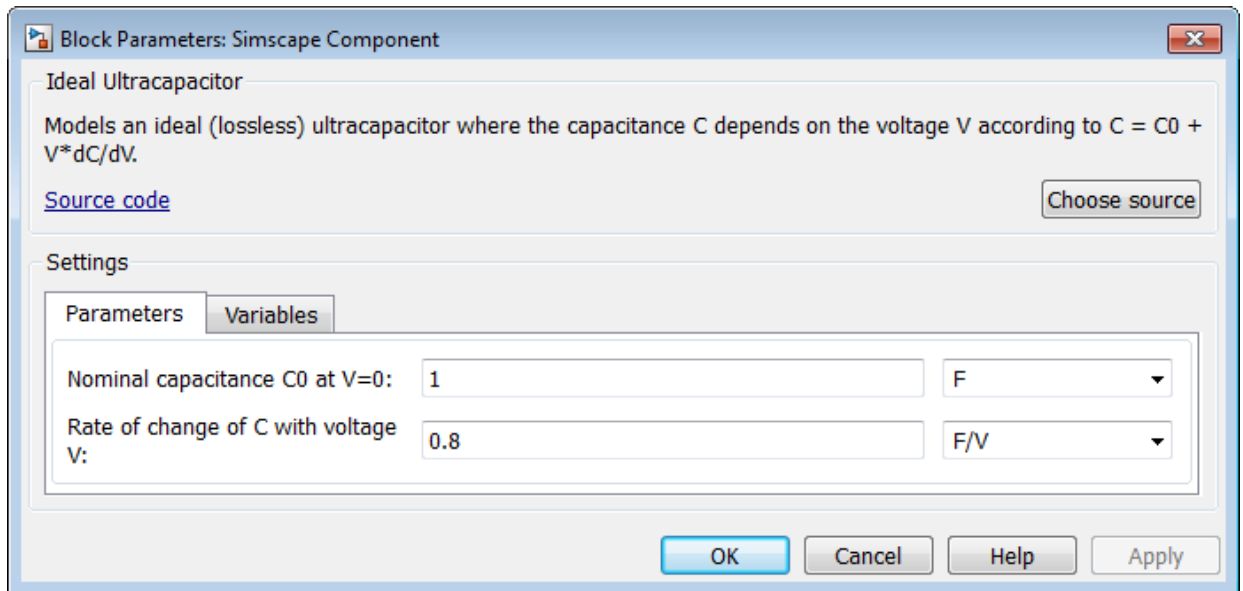 Block Parameters: Simscape Component
Ideal Ultracapacitor
Models an ideal (lossless) ultracapacitor where the capacitance C depends on the voltage V according to C = C0 +
V*dC/dV.
Source code
Choose source
Settings
Parameters
Variables
Nominal capacitance C0 at V=0:
1
F
Rate of change of C with voltage
V:
0.8
F/V
OK
Cancel
Help
Apply